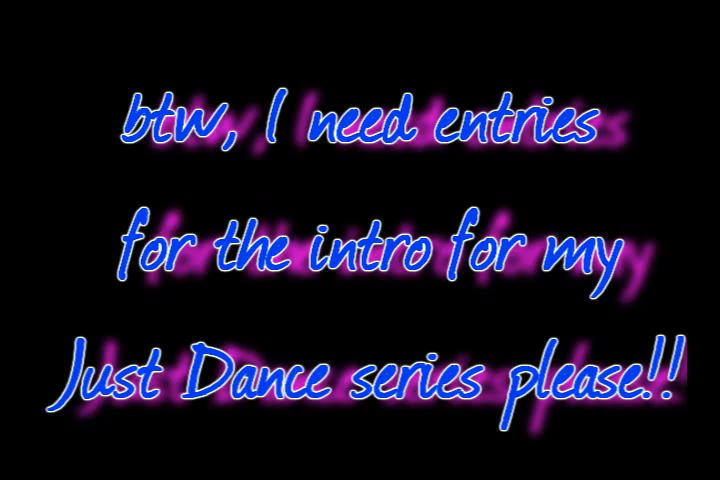 btw, I need entries
for the intro for my
Just Dance series please!!